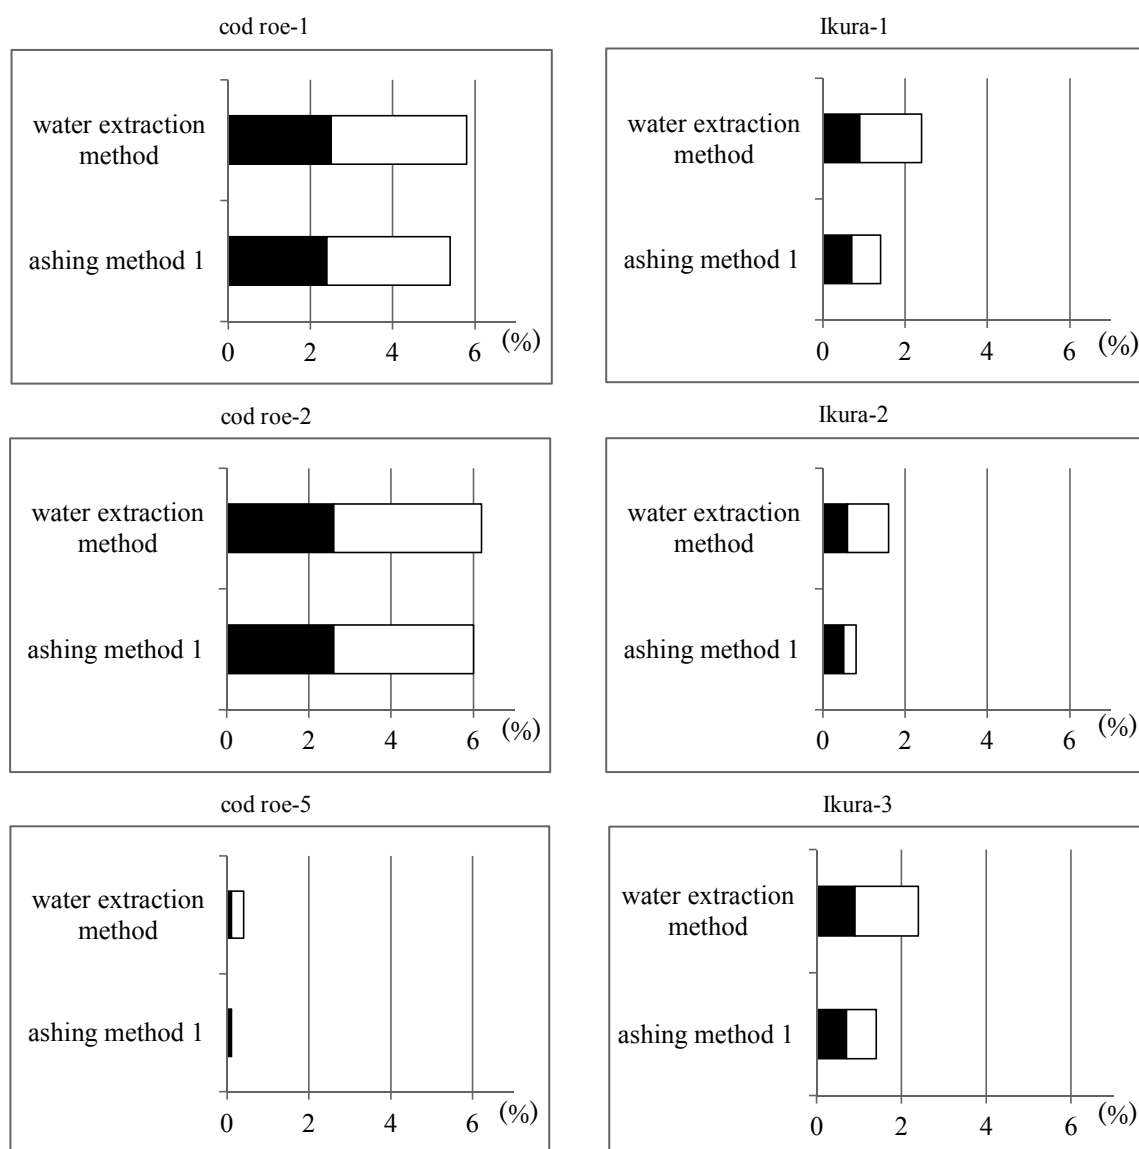 cod roe-1
water extraction
method
ashing method 1
0 2 4 6 (%)
Ikura-1
water extraction
method
ashing method 1
0 2 4 6 (%)
cod roe-2
water extraction
method
ashing method 1
0 2 4 6 (%)
Ikura-2
water extraction
method
ashing method 1
0 2 4 6 (%)
cod roe-5
water extraction
method
ashing method 1
0 2 4 6 (%)
Ikura-3
water extraction
method
ashing method 1
0 2 4 6 (%)